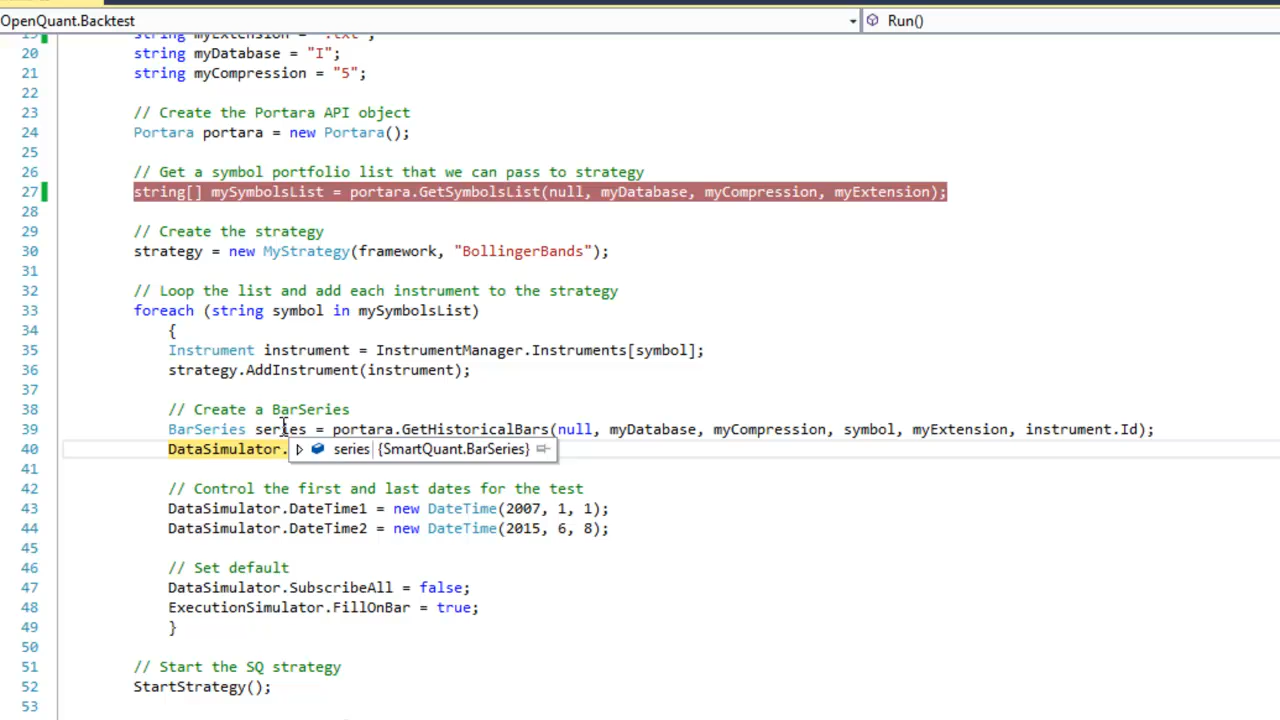 OpenQuant.Backtest
Run()
19 string myExtension = ".txt";
20 string myDatabase = "I";
21 string myCompression = "5";
22
23 // Create the Portara API object
24 Portara portara = new Portara();
25
26 // Get a symbol portfolio list that we can pass to strategy
27 string[] mySymbolsList = portara.GetSymbolsList(null, myDatabase, myCompression, myExtension);
28
29 // Create the strategy
30 strategy = new MyStrategy(framework, "BollingerBands");
31
32 // Loop the list and add each instrument to the strategy
33 foreach (string symbol in mySymbolsList)
34 {
35 Instrument instrument = InstrumentManager.Instruments[symbol];
36 strategy.AddInstrument(instrument);
37
38 // Create a BarSeries
39 BarSeries series = portara.GetHistoricalBars(null, myDatabase, myCompression, symbol, myExtension, instrument.Id);
40 DataSimulator. series {SmartQuant.BarSeries}
41
42 // Control the first and last dates for the test
43 DataSimulator.DateTime1 = new DateTime(2007, 1, 1);
44 DataSimulator.DateTime2 = new DateTime(2015, 6, 8);
45
46 // Set default
47 DataSimulator.SubscribeAll = false;
48 ExecutionSimulator.FillOnBar = true;
49 }
50
51 // Start the SQ strategy
52 StartStrategy();
53